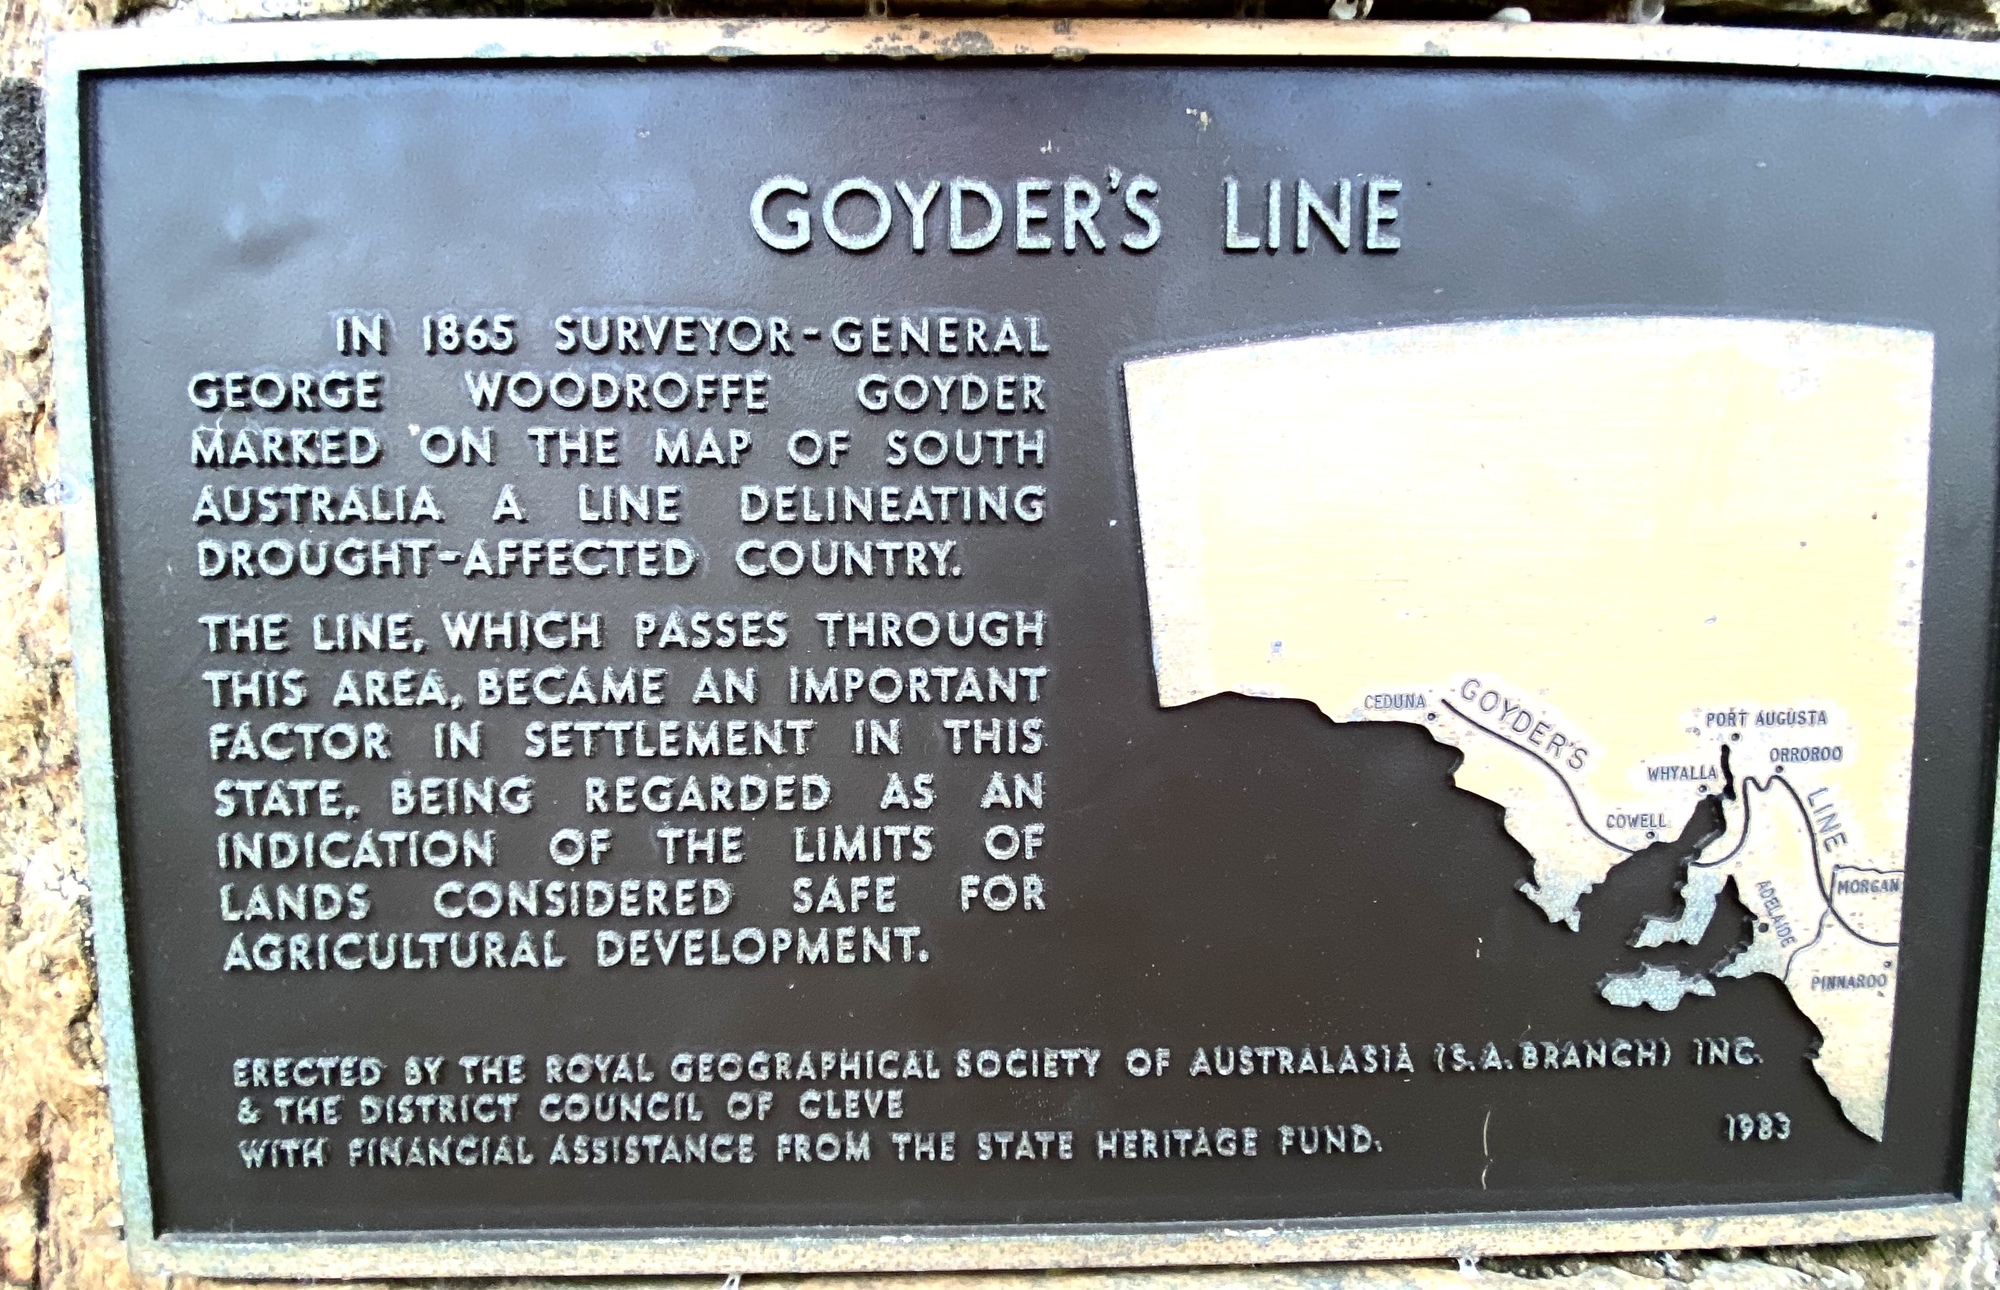 GOYDER'S LINE
IN 1865 SURVEYOR-GENERAL
GEORGE WOODROFFE GOYDER
MARKED ON THE MAP OF SOUTH
AUSTRALIA A LINE DELINEATING
DROUGHT-AFFECTED COUNTRY.
THE LINE, WHICH PASSES THROUGH
THIS AREA, BECAME AN IMPORTANT
FACTOR IN SETTLEMENT IN THIS
STATE, BEING REGARDED AS AN
INDICATION OF THE LIMITS OF
LANDS CONSIDERED SAFE FOR
AGRICULTURAL DEVELOPMENT.
CEDUNA
GOYDER'S
PORT AUGUSTA
ORROROO
WHYALLA
LINE
COWELL
MORGAN
ADELAIDE
PINNAROO
ERECTED BY THE ROYAL GEOGRAPHICAL SOCIETY OF AUSTRALASIA (S.A. BRANCH) INC.
& THE DISTRICT COUNCIL OF CLEVE
WITH FINANCIAL ASSISTANCE FROM THE STATE HERITAGE FUND.
1983